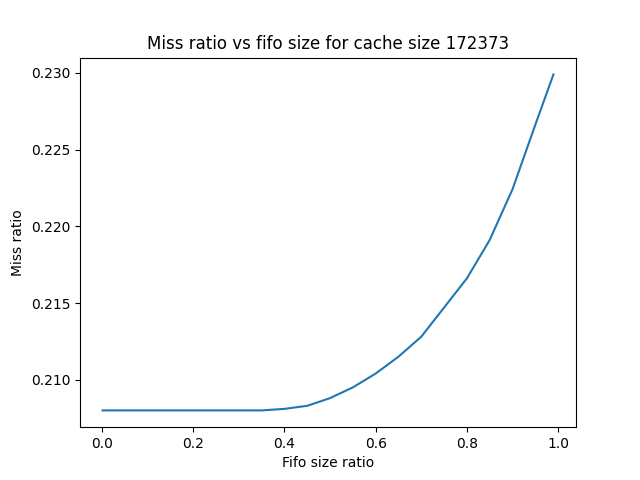 Miss ratio vs fifo size for cache size 172373
0.230
0.225
0.220
0.215
0.210
Miss ratio
0.0 0.2 0.4 0.6 0.8 1.0
Fifo size ratio